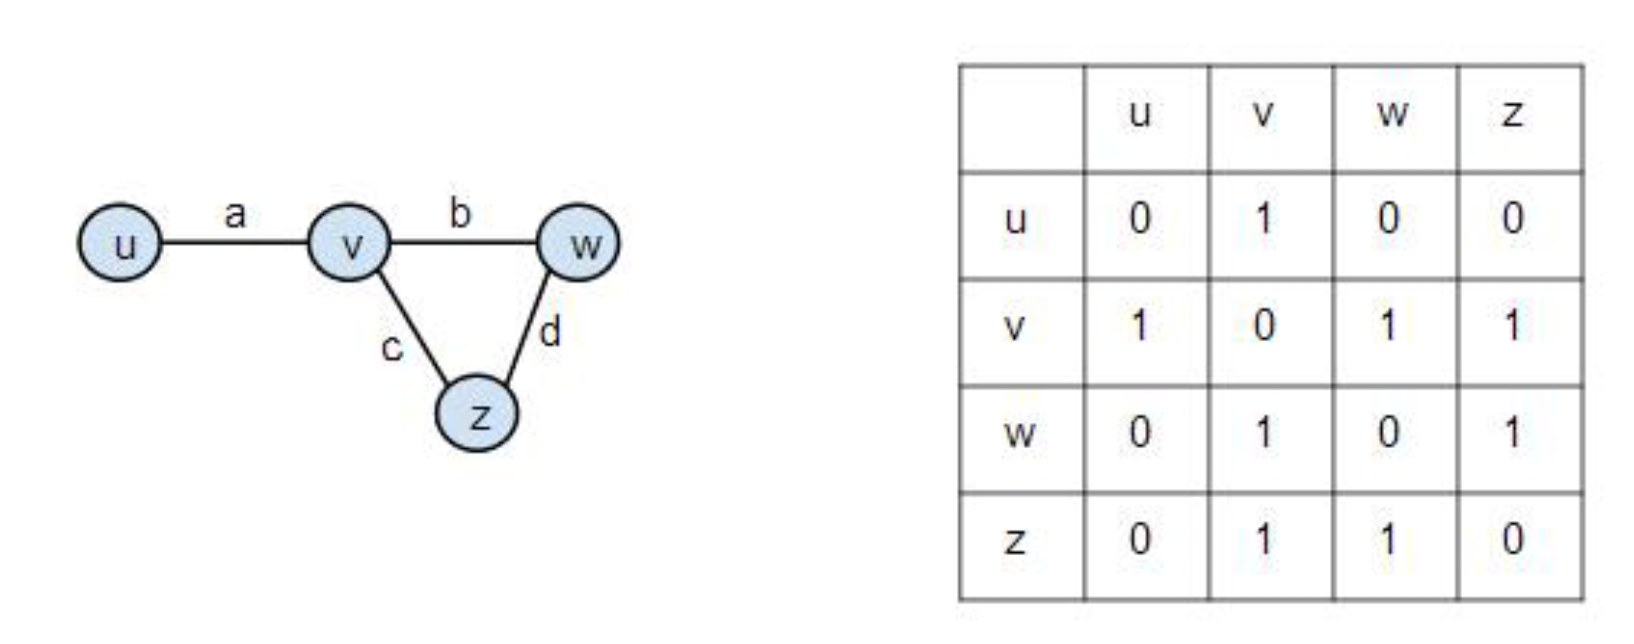 a b
u v w
c d
z
u v w z
u 0 1 0 0
v 1 0 1 1
w 0 1 0 1
z 0 1 1 0